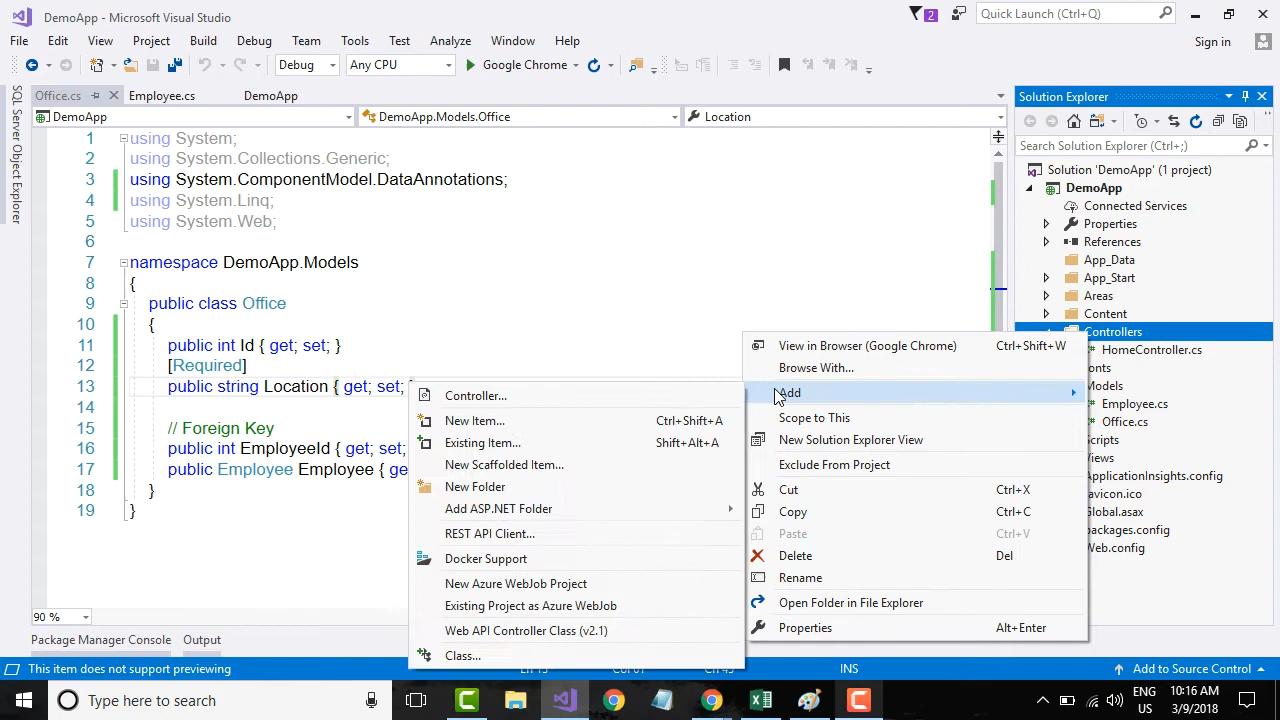 DemoApp - Microsoft Visual Studio
2
Quick Launch (Ctrl+Q)
File Edit View Project Build Debug Team Tools Test Analyze Window Help
Sign in
Debug Any CPU Google Chrome
SQL Server Object Explorer
Office.cs Employee.cs DemoApp
DemoApp DemoApp.Models.Office Location
1 using System;
2 using System.Collections.Generic;
3 using System.ComponentModel.DataAnnotations;
4 using System.Linq;
5 using System.Web;
6
7 namespace DemoApp.Models
8 {
9 public class Office
10 {
11 public int Id { get; set; }
12 [Required]
13 public string Location { get; set;
14
15 // Foreign Key
16 public int EmployeeId { get; set;
17 public Employee Employee { ge
18 }
19 }
90 %
Package Manager Console Output
Solution Explorer
Search Solution Explorer (Ctrl+;)
Solution 'DemoApp' (1 project)
DemoApp
Connected Services
Properties
References
App_Data
App_Start
Areas
Content
Controllers
HomeController.cs
onts
Models
Employee.cs
Office.cs
Scripts
Views
ApplicationInsights.config
avicon.ico
Global.asax
packages.config
Web.config
View in Browser (Google Chrome) Ctrl+Shift+W
Browse With...
Add
Scope to This
New Solution Explorer View
Exclude From Project
Cut Ctrl+X
Copy Ctrl+C
Paste Ctrl+V
Delete Del
Rename
Open Folder in File Explorer
Properties Alt+Enter
Controller...
New Item... Ctrl+Shift+A
Existing Item... Shift+Alt+A
New Scaffolded Item...
New Folder
Add ASP.NET Folder
REST API Client...
Docker Support
New Azure WebJob Project
Existing Project as Azure WebJob
Web API Controller Class (v2.1)
Class...
This item does not support previewing
INS
Add to Source Control
Type here to search
ENG
US
10:16 AM
3/9/2018